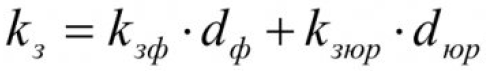 k_з = k_зф · d_ф + k_зюр · d_юр